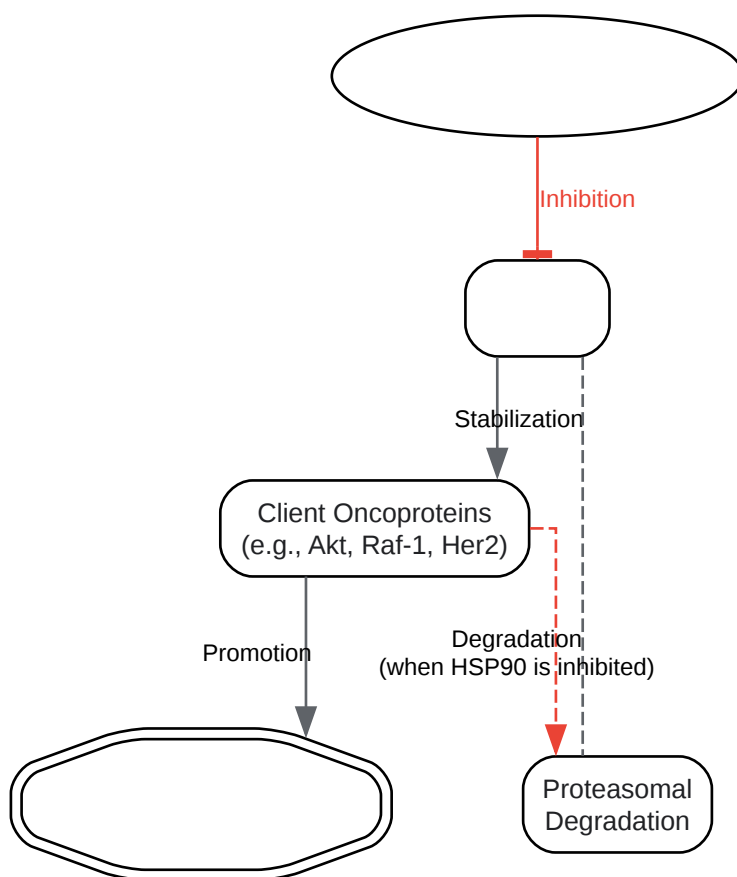 Inhibition
Stabilization
Client Oncoproteins
(e.g., Akt, Raf-1, Her2)
Promotion
Degradation
(when HSP90 is inhibited)
Proteasomal
Degradation